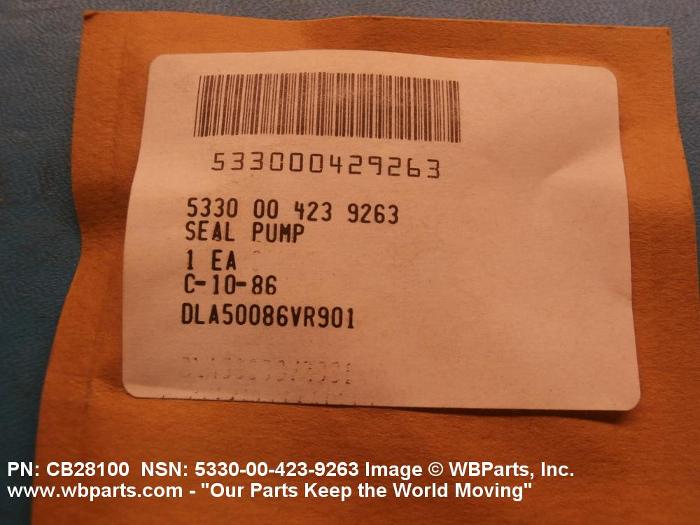 533000429263
5330 00 423 9263
SEAL PUMP
1 EA
C-10-86
DLA50086VR901
PN: CB28100 NSN: 5330-00-423-9263 Image © WBParts, Inc.
www.wbparts.com - "Our Parts Keep the World Moving"